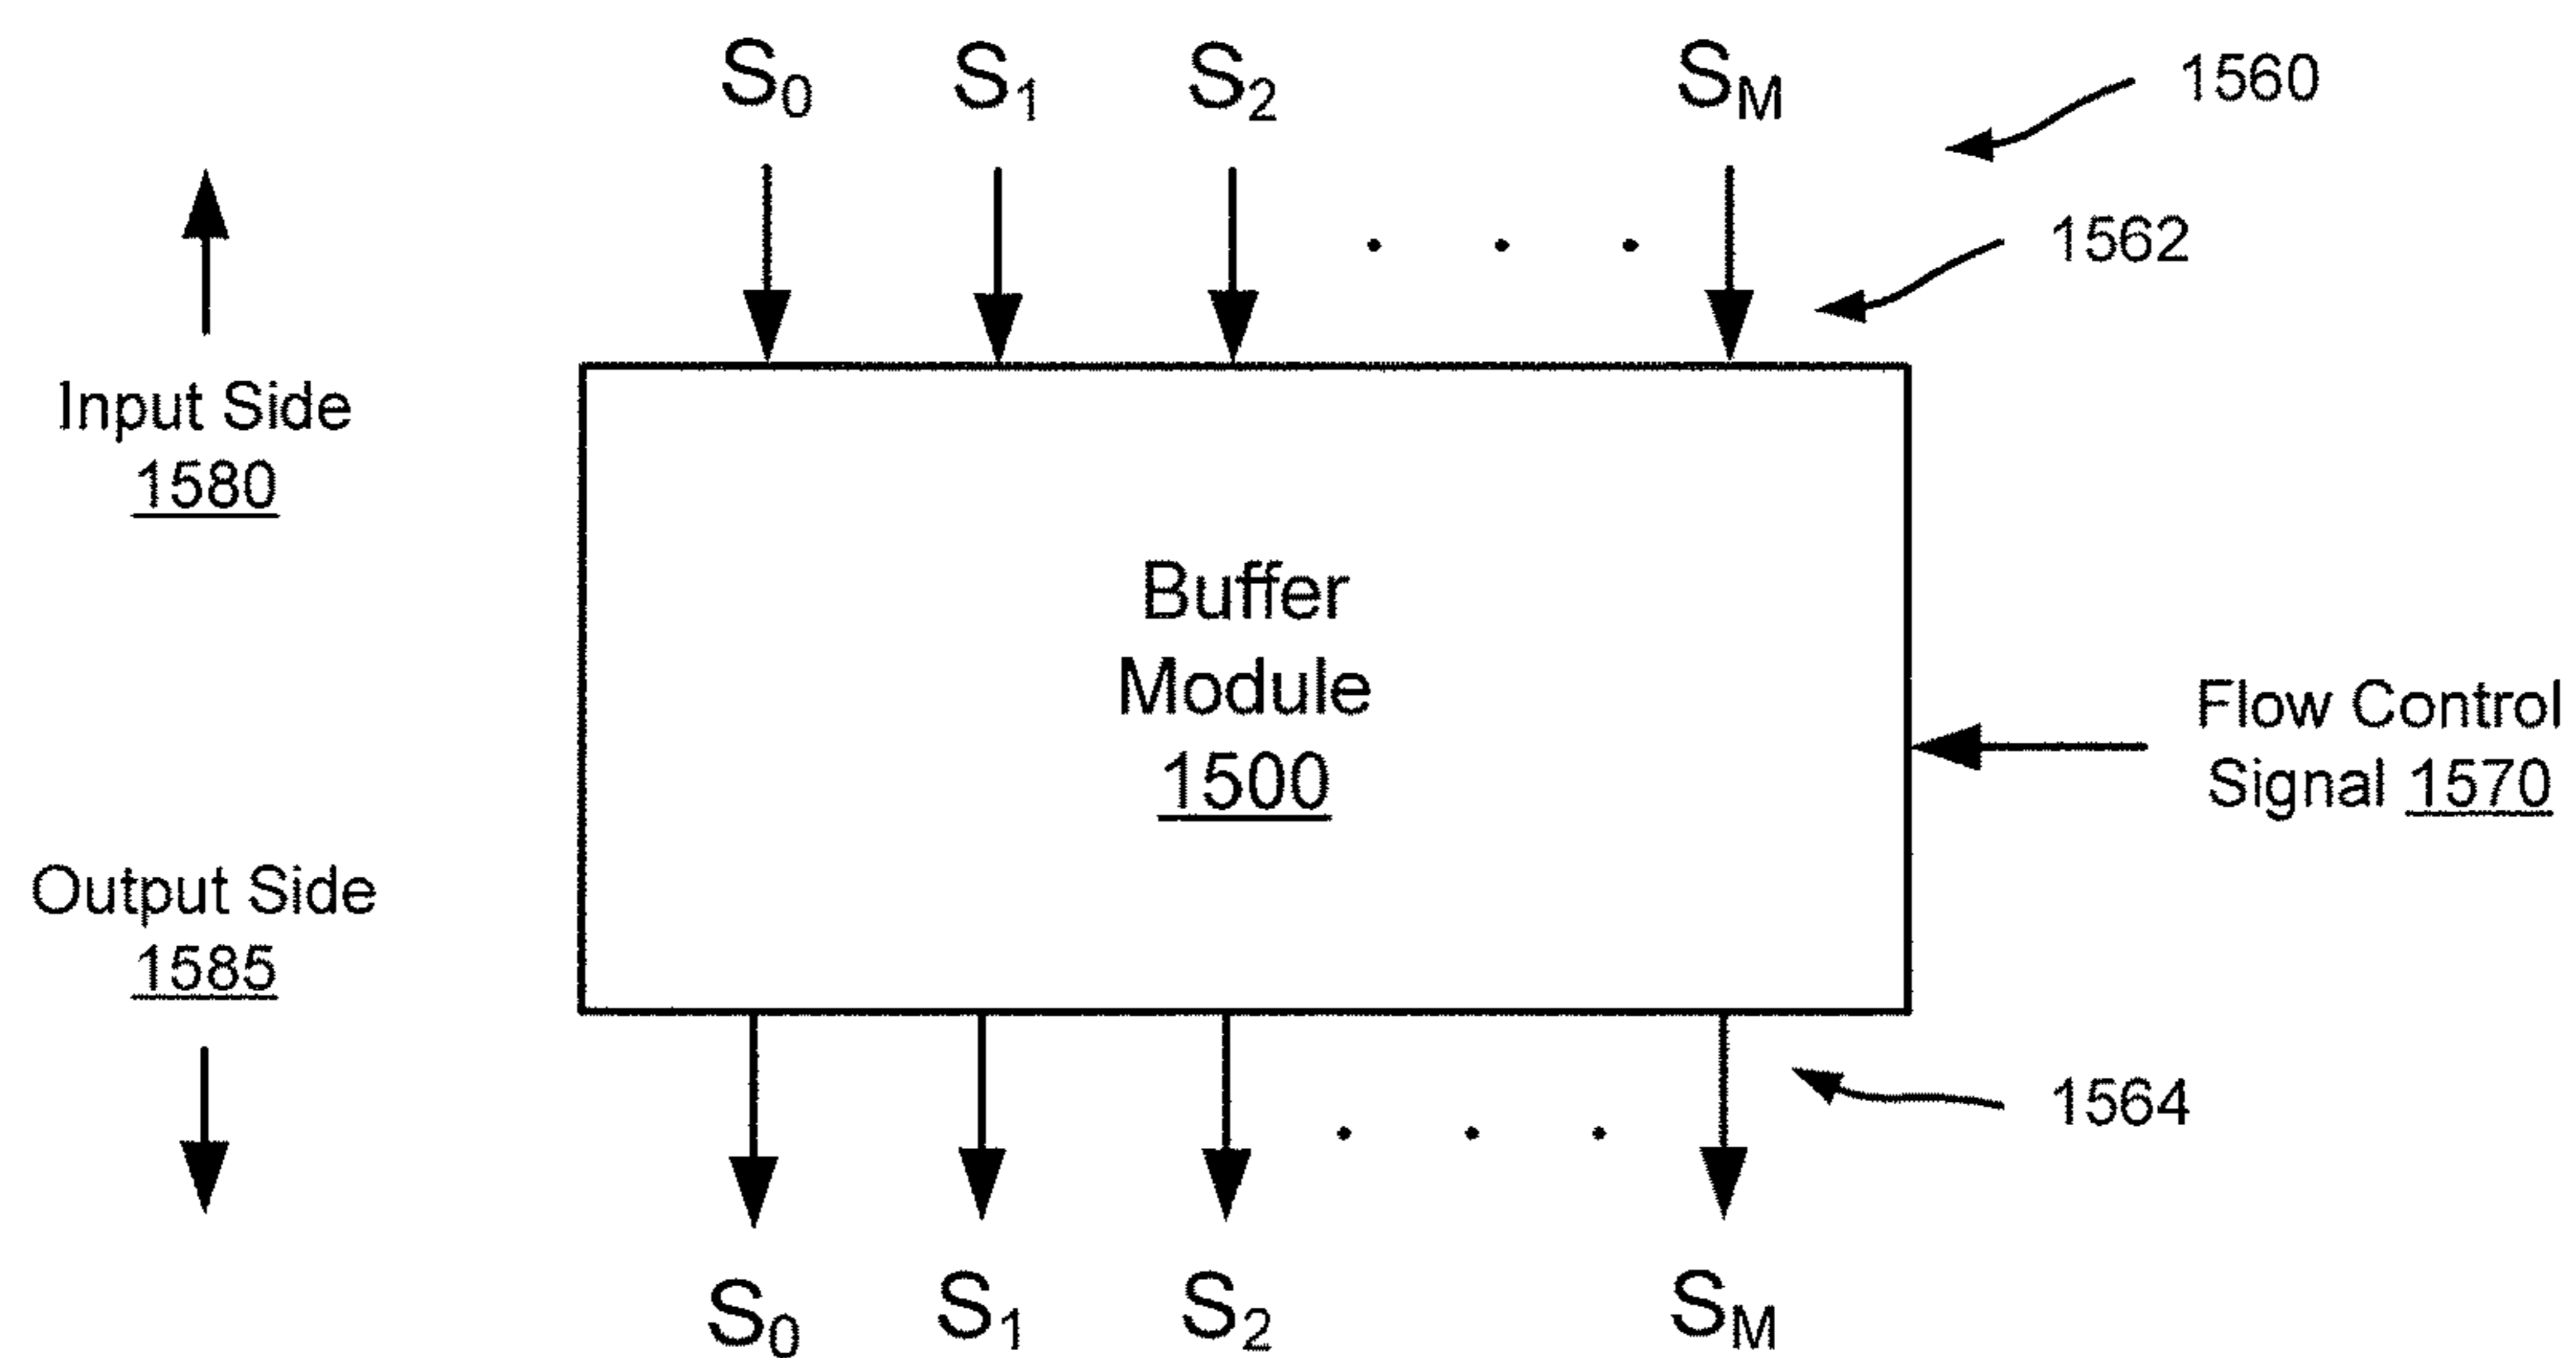 S0 S1 S2 . . . SM 1560
1562
Input Side
1580
Buffer
Module
1500
Flow Control
Signal 1570
Output Side
1585
1564
S0 S1 S2 . . . SM